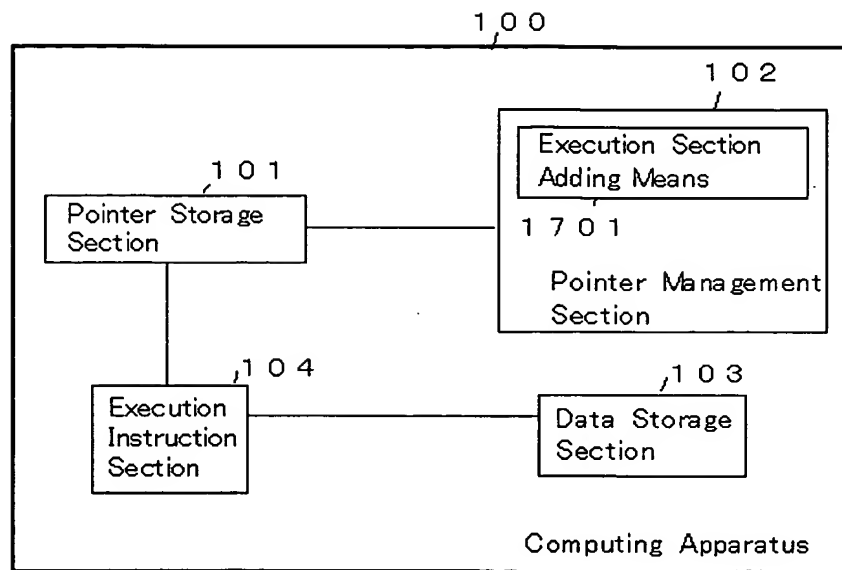 100
102
Execution Section
Adding Means
1701
Pointer Management
Section
101
Pointer Storage
Section
104
Execution
Instruction
Section
103
Data Storage
Section
Computing Apparatus